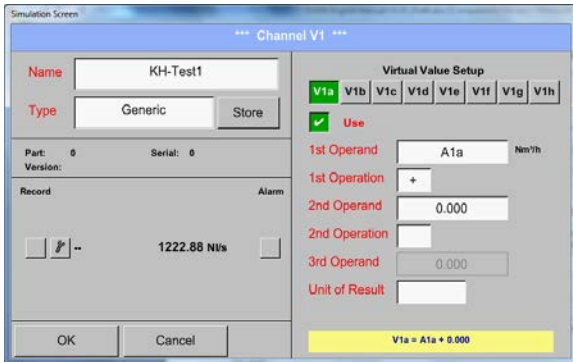 Simulation Screen
*** Channel V1 ***
Name
KH-Test1
Type
Generic
Store
Part: 0 Serial: 0
Version:
Record Alarm
-- 1222.88 Nl/s
OK
Cancel
Virtual Value Setup
V1a V1b V1c V1d V1e V1f V1g V1h
Use
1st Operand A1a Nm³/h
1st Operation +
2nd Operand 0.000
2nd Operation
3rd Operand 0.000
Unit of Result
V1a = A1a + 0.000